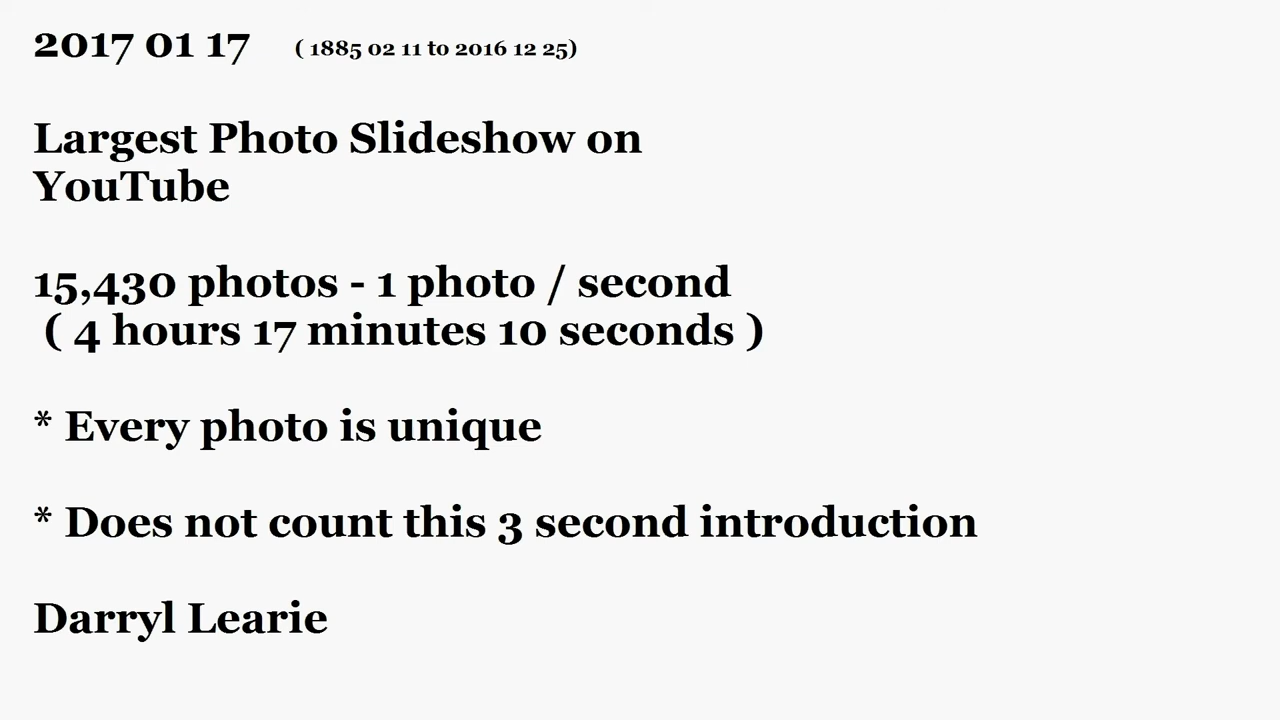 2017 01 17 ( 1885 02 11 to 2016 12 25)
Largest Photo Slideshow on
YouTube
15,430 photos - 1 photo / second
( 4 hours 17 minutes 10 seconds )
* Every photo is unique
* Does not count this 3 second introduction
Darryl Learie